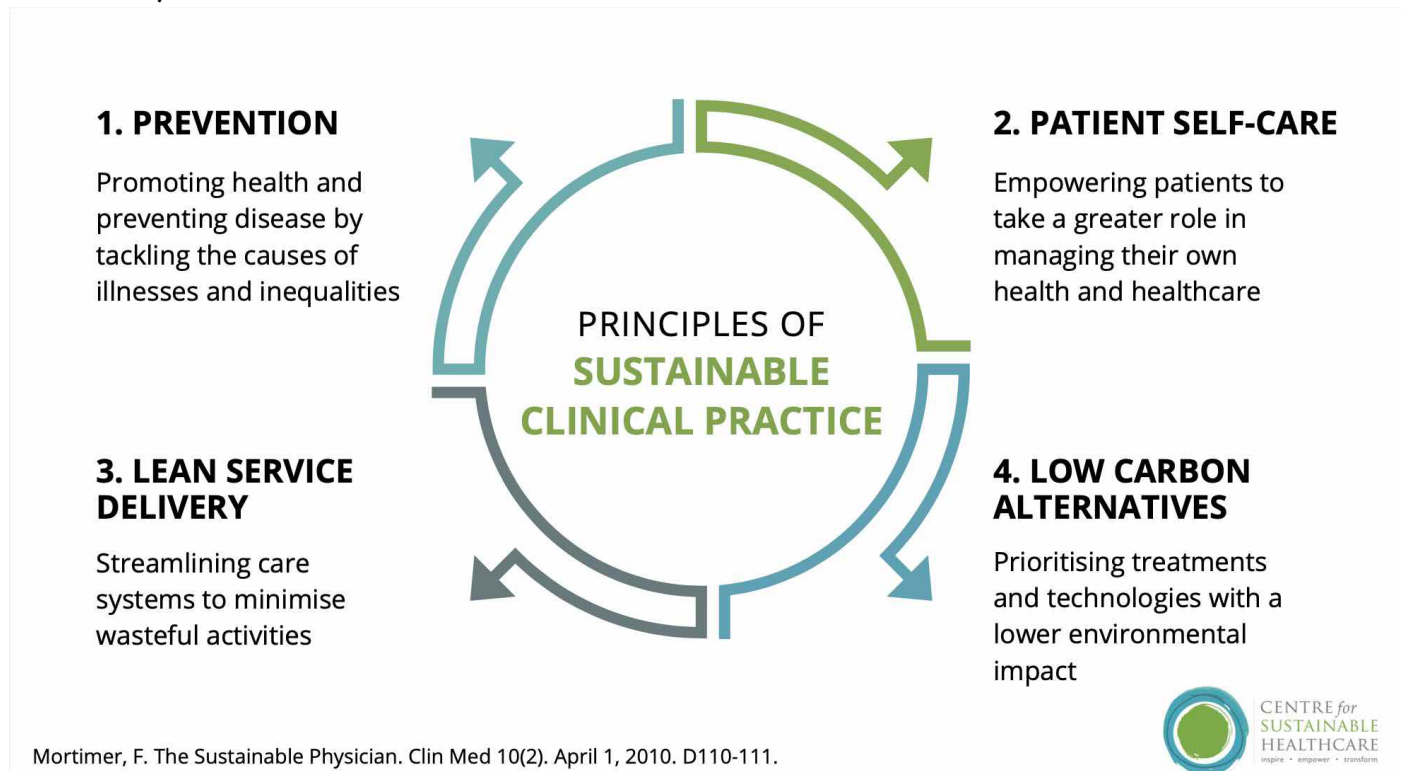 1. PREVENTION
Promoting health and
preventing disease by
tackling the causes of
illnesses and inequalities
2. PATIENT SELF-CARE
Empowering patients to
take a greater role in
managing their own
health and healthcare
PRINCIPLES OF
SUSTAINABLE
CLINICAL PRACTICE
3. LEAN SERVICE
DELIVERY
Streamlining care
systems to minimise
wasteful activities
4. LOW CARBON
ALTERNATIVES
Prioritising treatments
and technologies with a
lower environmental
impact
CENTRE for
SUSTAINABLE
HEALTHCARE
inspire • empower • transform
Mortimer, F. The Sustainable Physician. Clin Med 10(2). April 1, 2010. D110-111.